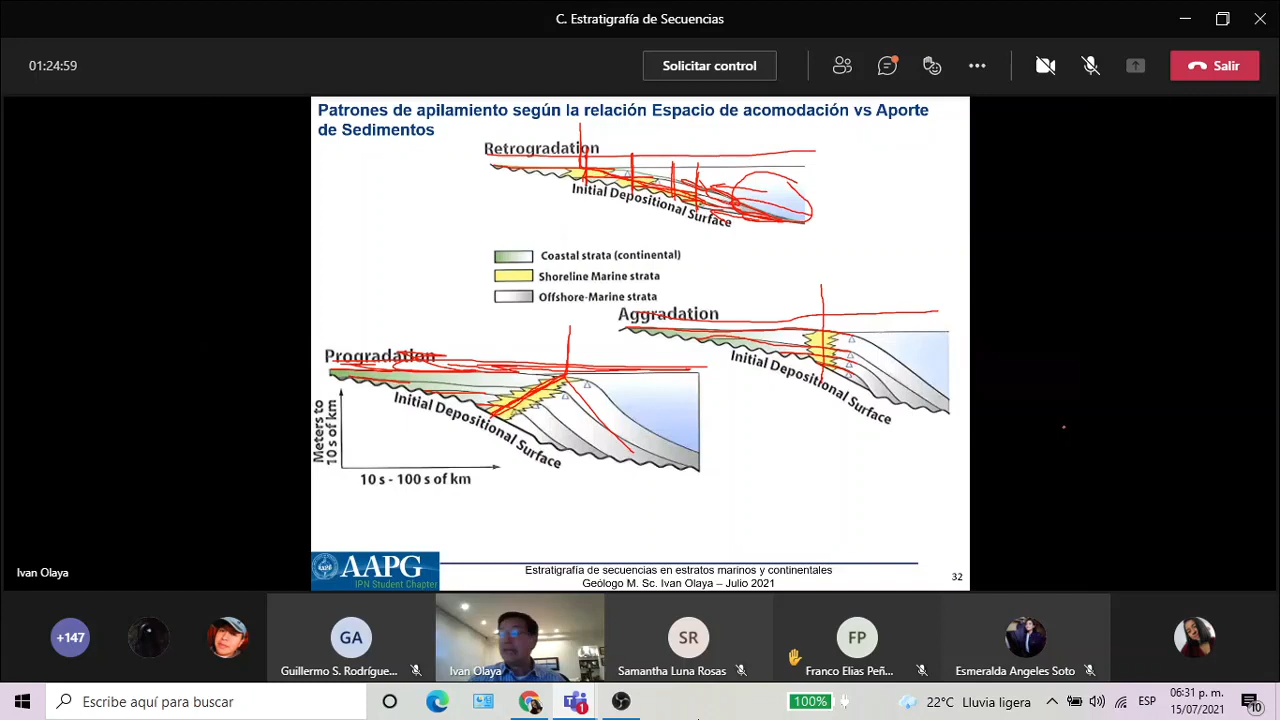 C. Estratigrafía de Secuencias
01:24:59
Solicitar control
Salir
Patrones de apilamiento según la relación Espacio de acomodación vs Aporte
de Sedimentos
Retrogradation
Initial Depositional Surface
Coastal strata (continental)
Shoreline Marine strata
Offshore-Marine strata
Aggradation
Initial Depositional Surface
Progradation
Initial Depositional Surface
Meters to
10 s of km
10 s - 100 s of km
AAPG
IPN Student Chapter
Estratigrafía de secuencias en estratos marinos y continentales
Geólogo M. Sc. Ivan Olaya – Julio 2021
32
Ivan Olaya
+147
GA
Guillermo S. Rodrígue...
Ivan Olaya
SR
Samantha Luna Rosas
FP
Franco Elias Peñ...
Esmeralda Angeles Soto
Escribe aquí para buscar
1
100%
22°C Lluvia ligera
ESP
06:31 p. m.
15/07/2021
10